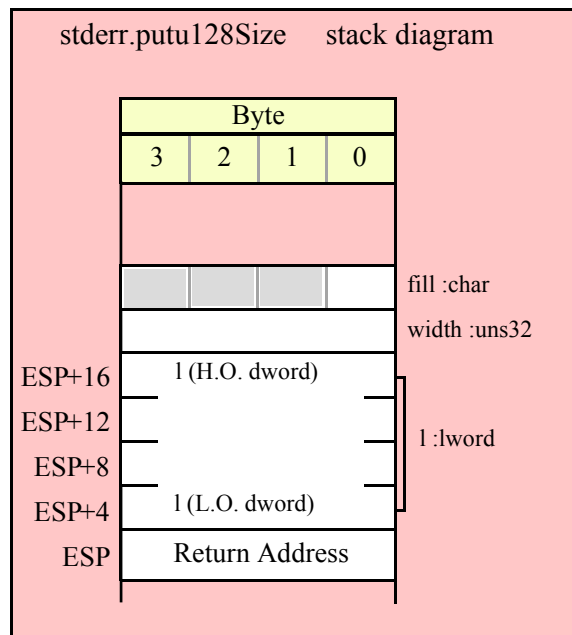 stderr.putu128Size stack diagram
Byte
3 2 1 0
fill :char
width :uns32
ESP+16 l (H.O. dword)
ESP+12
l :lword
ESP+8
ESP+4 l (L.O. dword)
ESP Return Address